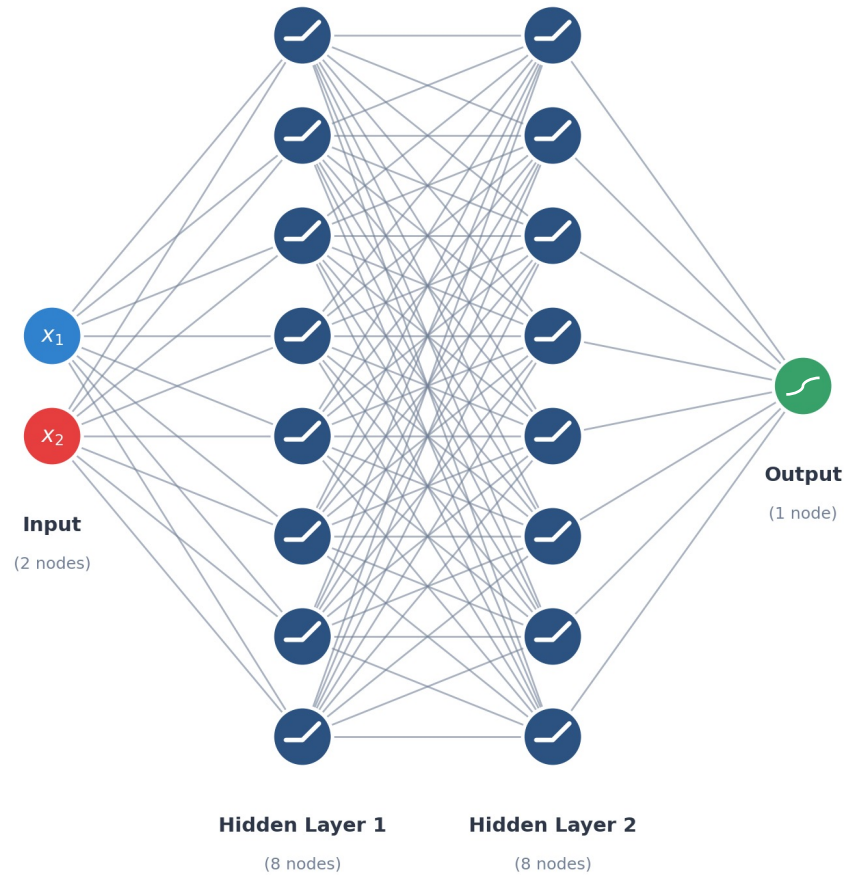 x₁
x₂
Input
(2 nodes)
Hidden Layer 1
(8 nodes)
Hidden Layer 2
(8 nodes)
Output
(1 node)